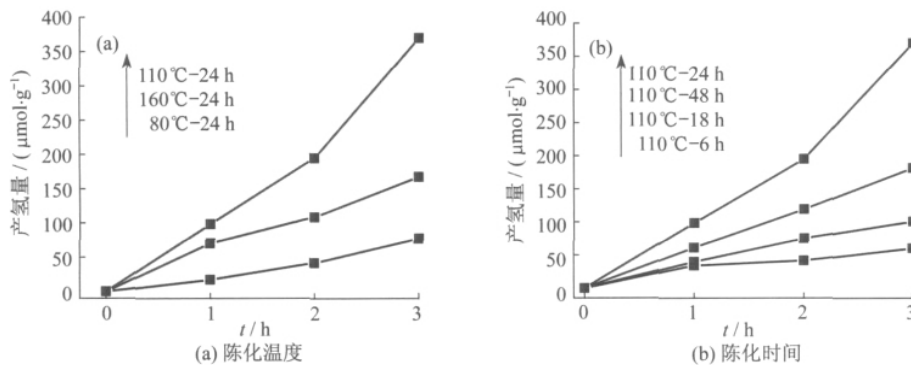 产氢量 / ( μmol·g⁻¹)
400
350
300
250
200
150
100
50
0
(a)
110℃-24 h
160℃-24 h
80℃-24 h
0 1 2 3
t / h
(a) 陈化温度
产氢量 / ( μmol·g⁻¹)
400
350
300
250
200
150
100
50
0
(b)
110℃-24 h
110℃-48 h
110℃-18 h
110℃-6 h
0 1 2 3
t / h
(b) 陈化时间